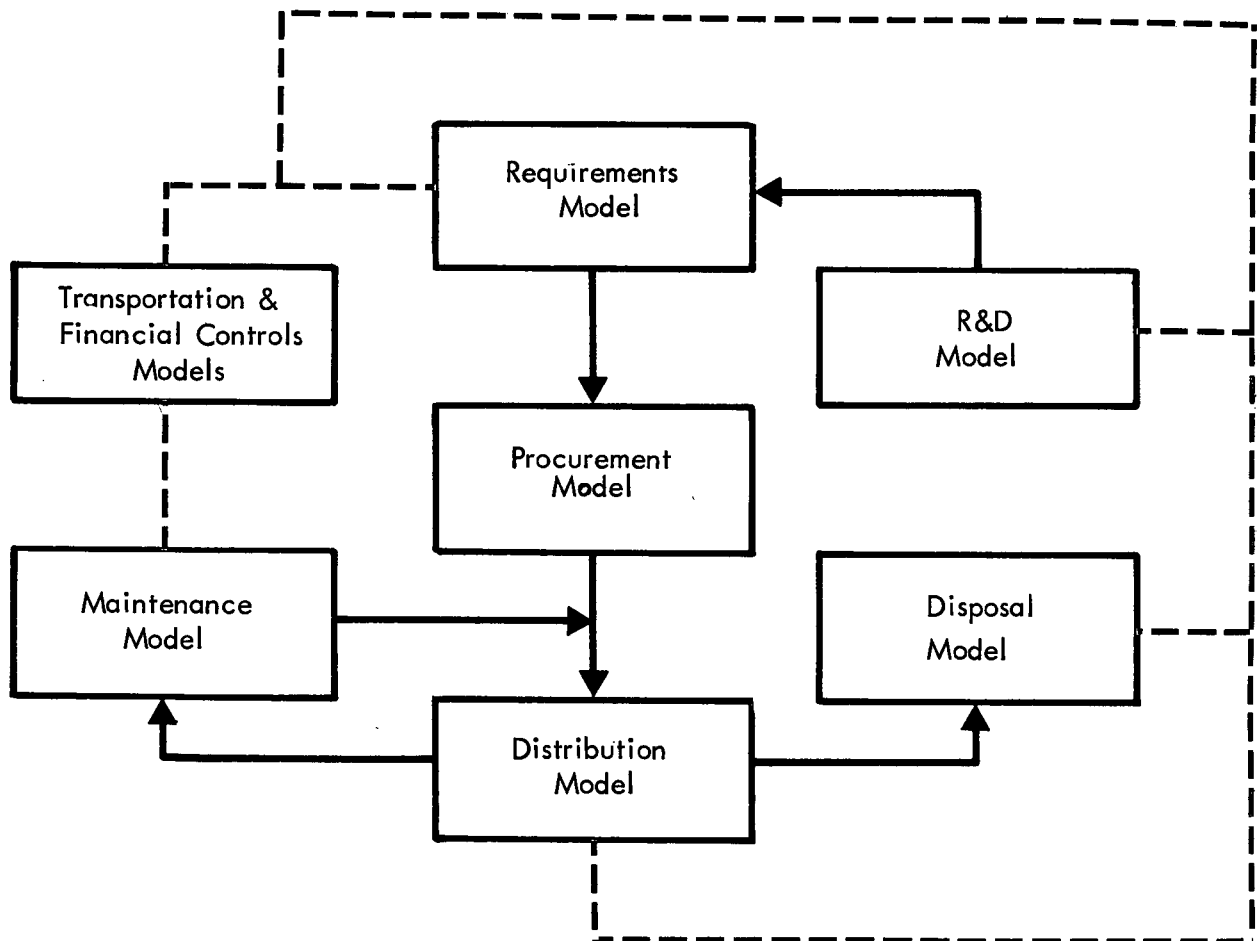 Requirements
Model
Transportation &
Financial Controls
Models
R&D
Model
Procurement
Model
Maintenance
Model
Disposal
Model
Distribution
Model